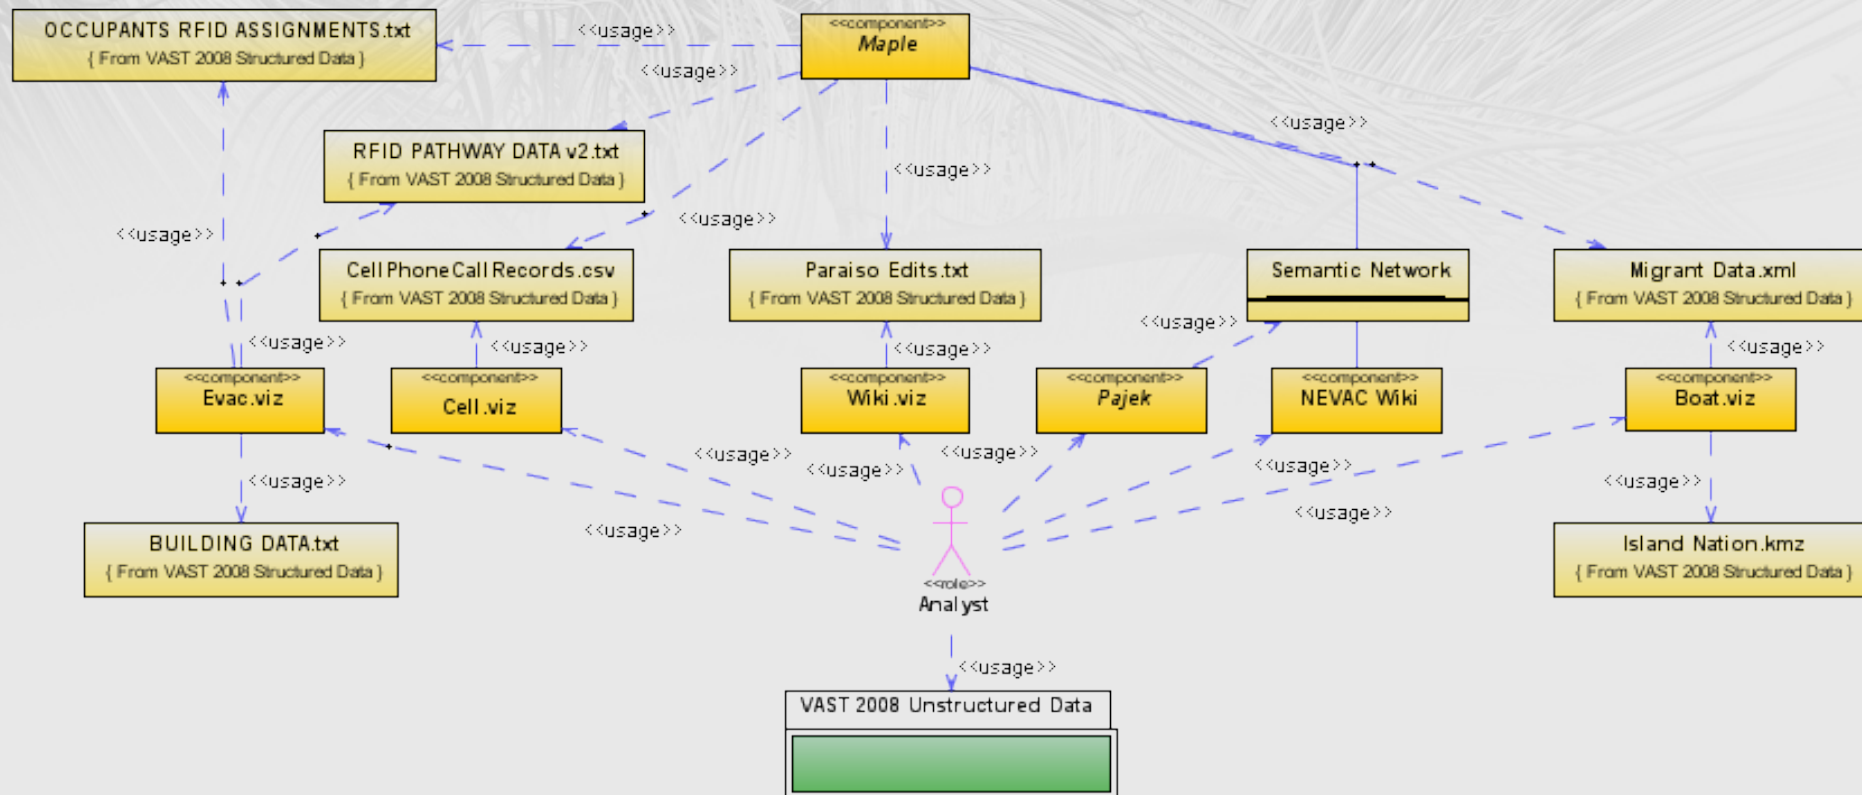 OCCUPANTS RFID ASSIGNMENTS.txt
{ From VAST 2008 Structured Data }
<<usage>>
<<component>>
Maple
<<usage>>
<<usage>>
RFID PATHWAY DATA v2.txt
{ From VAST 2008 Structured Data }
<<usage>>
<<usage>>
<<usage>>
CellPhoneCallRecords.csv
{ From VAST 2008 Structured Data }
Paraiso Edits.txt
{ From VAST 2008 Structured Data }
Semantic Network
Migrant Data.xml
{ From VAST 2008 Structured Data }
<<usage>>
<<usage>>
<<usage>>
<<usage>>
<<usage>>
<<usage>>
<<component>>
Evac.viz
<<component>>
Cell.viz
<<component>>
Wiki.viz
<<component>>
Pajek
<<component>>
NEVAC Wiki
<<component>>
Boat.viz
<<usage>>
<<usage>>
<<usage>>
<<usage>>
<<usage>>
<<usage>>
<<usage>>
<<usage>>
BUILDING DATA.txt
{ From VAST 2008 Structured Data }
Island Nation.kmz
{ From VAST 2008 Structured Data }
<<role>>
Analyst
<<usage>>
VAST 2008 Unstructured Data